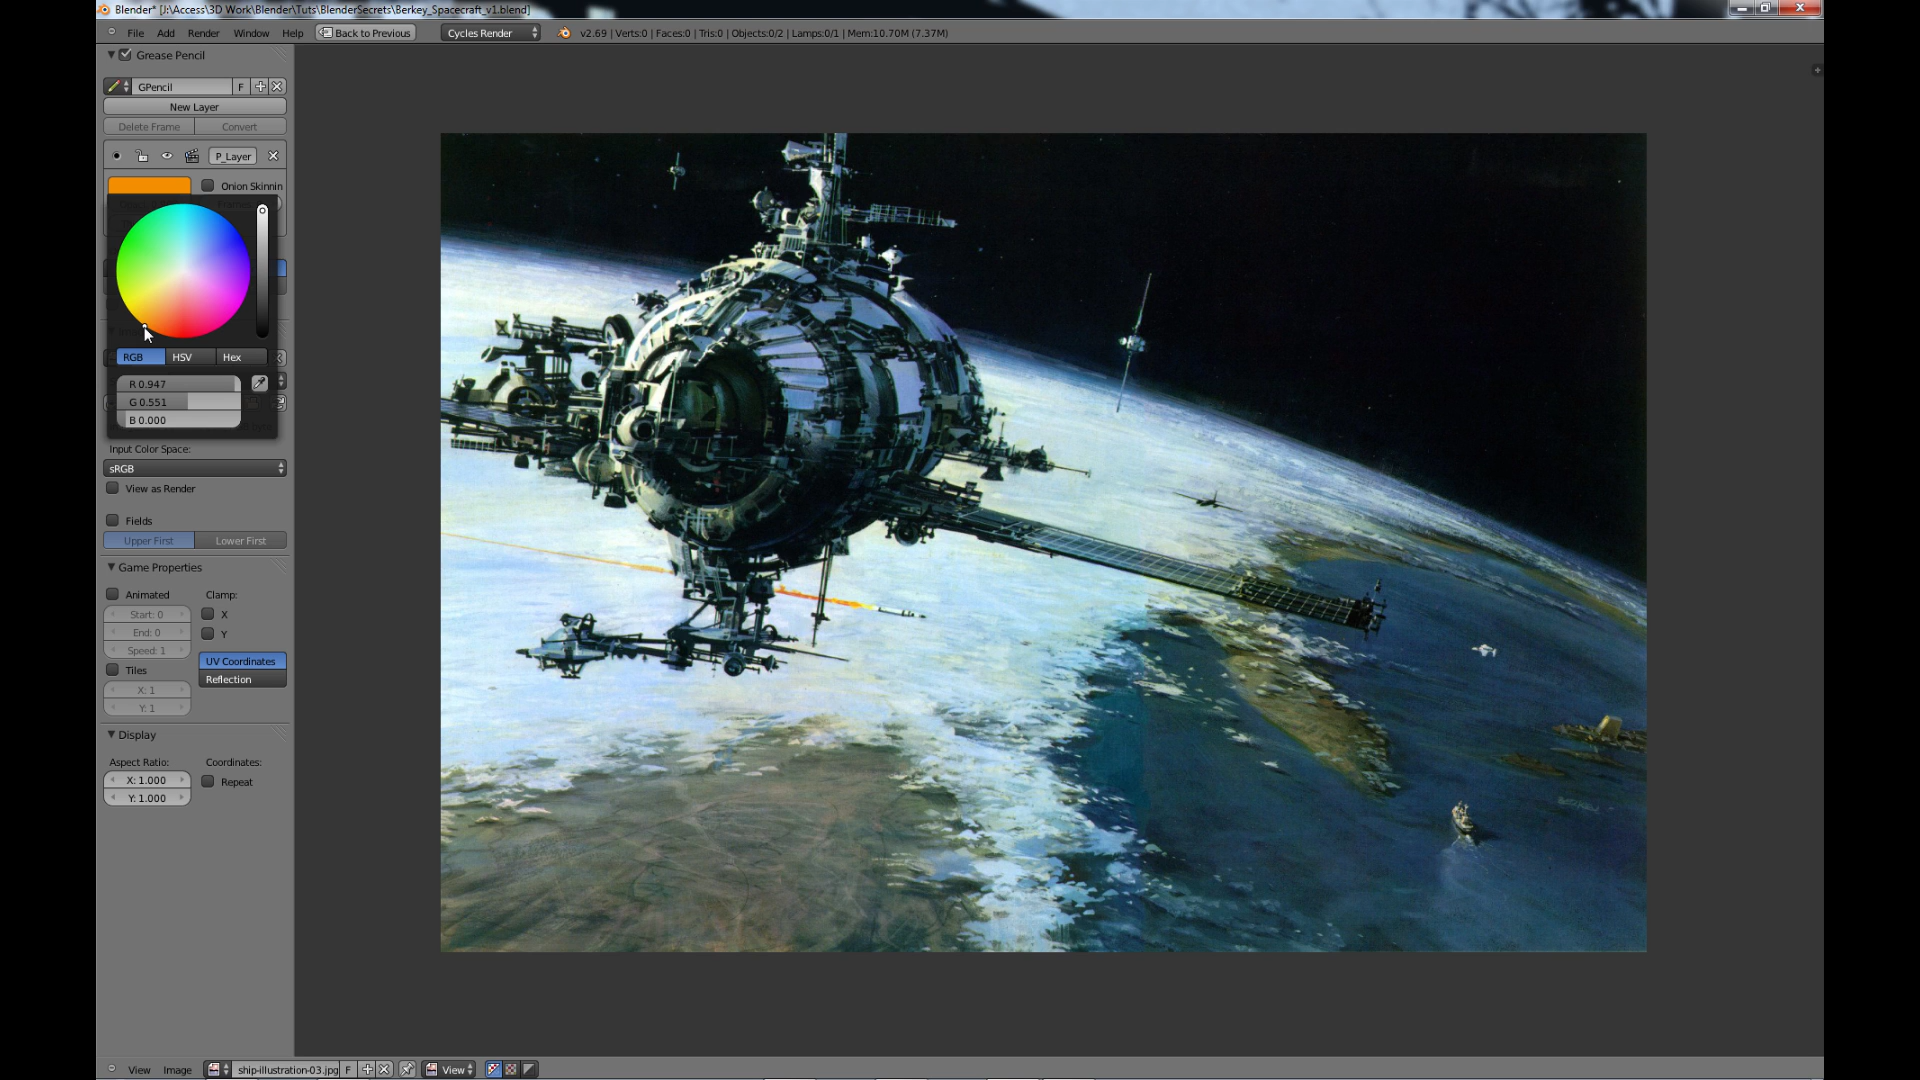 Blender* [J:\Access\3D Work\Blender\Tuts\BlenderSecrets\Berkey_Spacecraft_v1.blend]
File Add Render Window Help Back to Previous Cycles Render v2.69 | Verts:0 | Faces:0 | Tris:0 | Objects:0/2 | Lamps:0/1 | Mem:10.70M (7.37M)
Grease Pencil
GPencil F
New Layer
Delete Frame Convert
P_Layer
Onion Skinnin
RGB HSV Hex
R 0.947
G 0.551
B 0.000
Input Color Space:
sRGB
View as Render
Fields
Upper First Lower First
Game Properties
Animated Clamp:
Start: 0 X
End: 0 Y
Speed: 1
UV Coordinates
Tiles Reflection
X: 1
Y: 1
Display
Aspect Ratio: Coordinates:
X: 1.000 Repeat
Y: 1.000
View Image ship-illustration-03.jpg F View